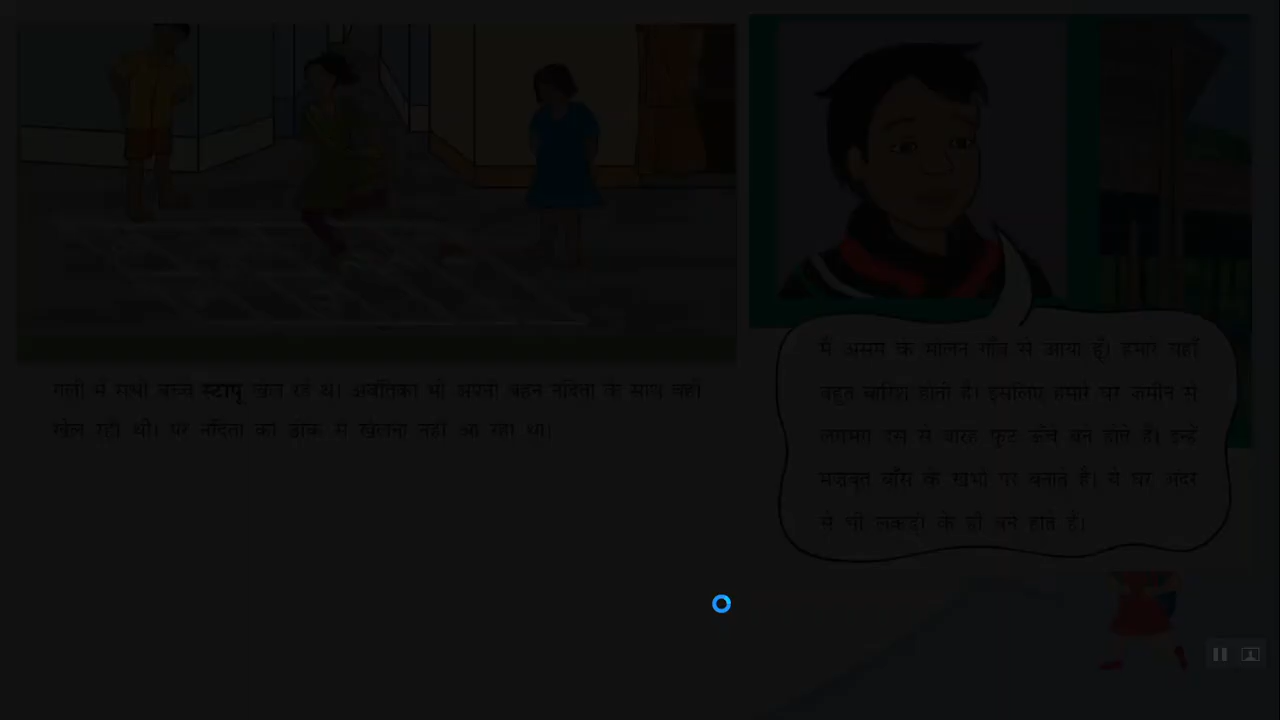 गली में सभी बच्चे स्टापू खेल रहे थे। अवंतिका भी अपनी बहन नंदिता के साथ वहाँ
खेल रही थी। पर नंदिता को ठीक से खेलना नहीं आ रहा था।
मैं असम के मोलन गाँव से आया हूँ। हमारे यहाँ
बहुत बारिश होती है। इसलिए हमारे घर ज़मीन से
लगभग दस से बारह फुट ऊँचे बने होते हैं। इन्हें
मज़बूत बाँस के खंभों पर बनाते हैं। ये घर अंदर
से भी लकड़ी के ही बने होते हैं।